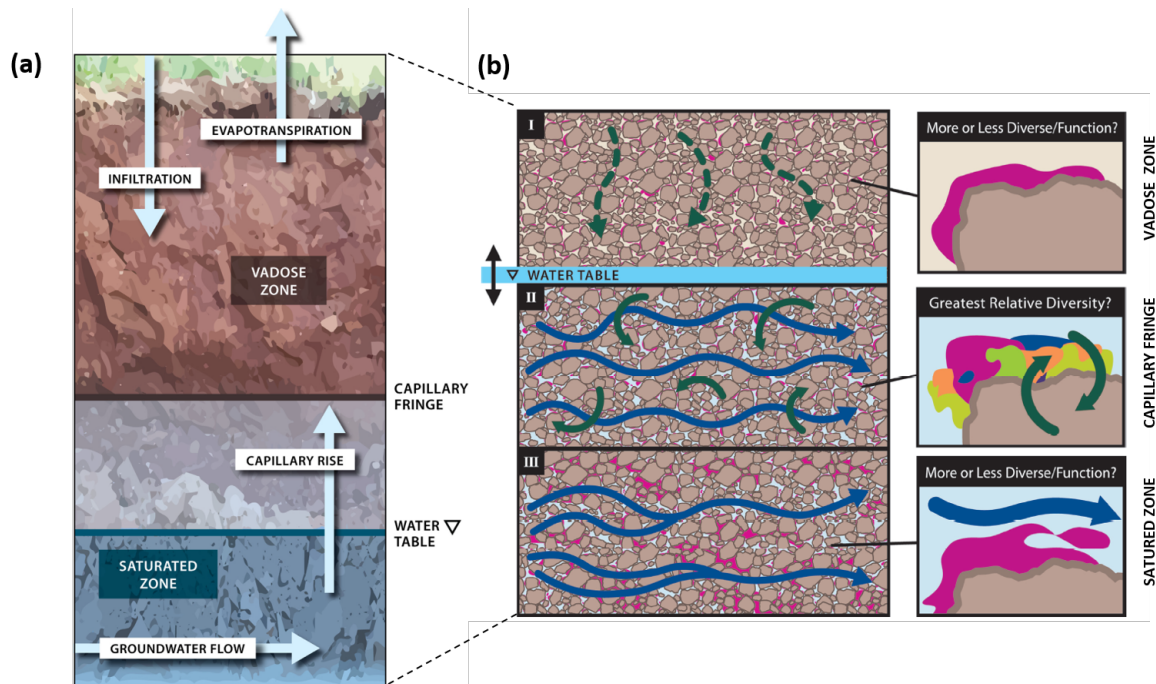 (a)
EVAPOTRANSPIRATION
INFILTRATION
VADOSE
ZONE
CAPILLARY
FRINGE
CAPILLARY RISE
WATER
TABLE
SATURATED
ZONE
GROUNDWATER FLOW
(b)
I
WATER TABLE
II
III
More or Less Diverse/Function?
VADOSE ZONE
Greatest Relative Diversity?
CAPILLARY FRINGE
More or Less Diverse/Function?
SATURED ZONE